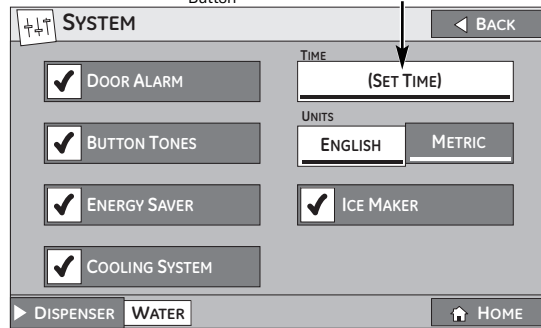 Button
SYSTEM
BACK
TIME
DOOR ALARM
(SET TIME)
UNITS
BUTTON TONES
ENGLISH
METRIC
ENERGY SAVER
ICE MAKER
COOLING SYSTEM
DISPENSER
WATER
HOME